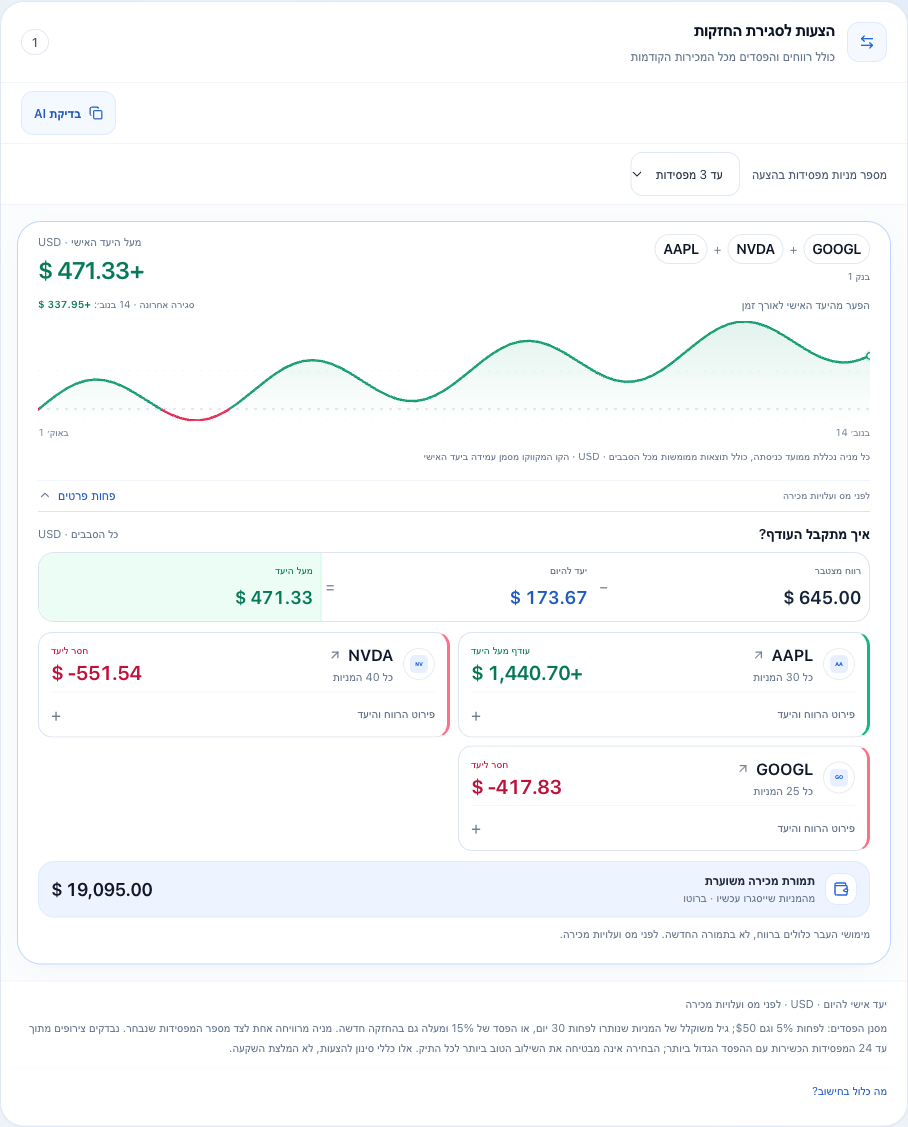 הצעות לסגירת החזקות
כולל רווחים והפסדים מכל המכירות הקודמות
1
בדיקת AI
מספר מניות מפסידות בהצעה
עד 3 מפסידות
GOOGL + NVDA + AAPL
בנק 1
מעל היעד האישי · USD
$ 471.33+
הפער מהיעד האישי לאורך זמן
סגירה אחרונה · 14 בנוב׳: +337.95 $
1 באוק׳
14 בנוב׳
כל מניה נכללת ממועד כניסתה, כולל תוצאות ממומשות מכל הסבבים · USD · הקו המקווקו מסמן עמידה ביעד האישי
לפני מס ועלויות מכירה
פחות פרטים
איך מתקבל העודף?
כל הסבבים · USD
רווח מצטבר
$ 645.00
−
יעד להיום
$ 173.67
=
מעל היעד
$ 471.33
AA
AAPL
כל 30 המניות
עודף מעל היעד
$ 1,440.70+
פירוט הרווח והיעד
+
NV
NVDA
כל 40 המניות
חסר ליעד
$ -551.54
פירוט הרווח והיעד
+
GO
GOOGL
כל 25 המניות
חסר ליעד
$ -417.83
פירוט הרווח והיעד
+
תמורת מכירה משוערת
מהמניות שייסגרו עכשיו · ברוטו
$ 19,095.00
מימושי העבר כלולים ברווח, לא בתמורה החדשה. לפני מס ועלויות מכירה.
יעד אישי להיום · USD · לפני מס ועלויות מכירה
מסנן הפסדים: לפחות 5% וגם 50$; גיל משוקלל של המניות שנותרו לפחות 30 יום, או הפסד של 15% ומעלה גם בהחזקה חדשה. מניה מרוויחה אחת לצד מספר המפסידות שנבחר. נבדקים צירופים מתוך
עד 24 המפסידות הכשירות עם ההפסד הגדול ביותר; הבחירה אינה מבטיחה את השילוב הטוב ביותר לכל התיק. אלו כללי סינון להצעות, לא המלצת השקעה.
מה כלול בחישוב?